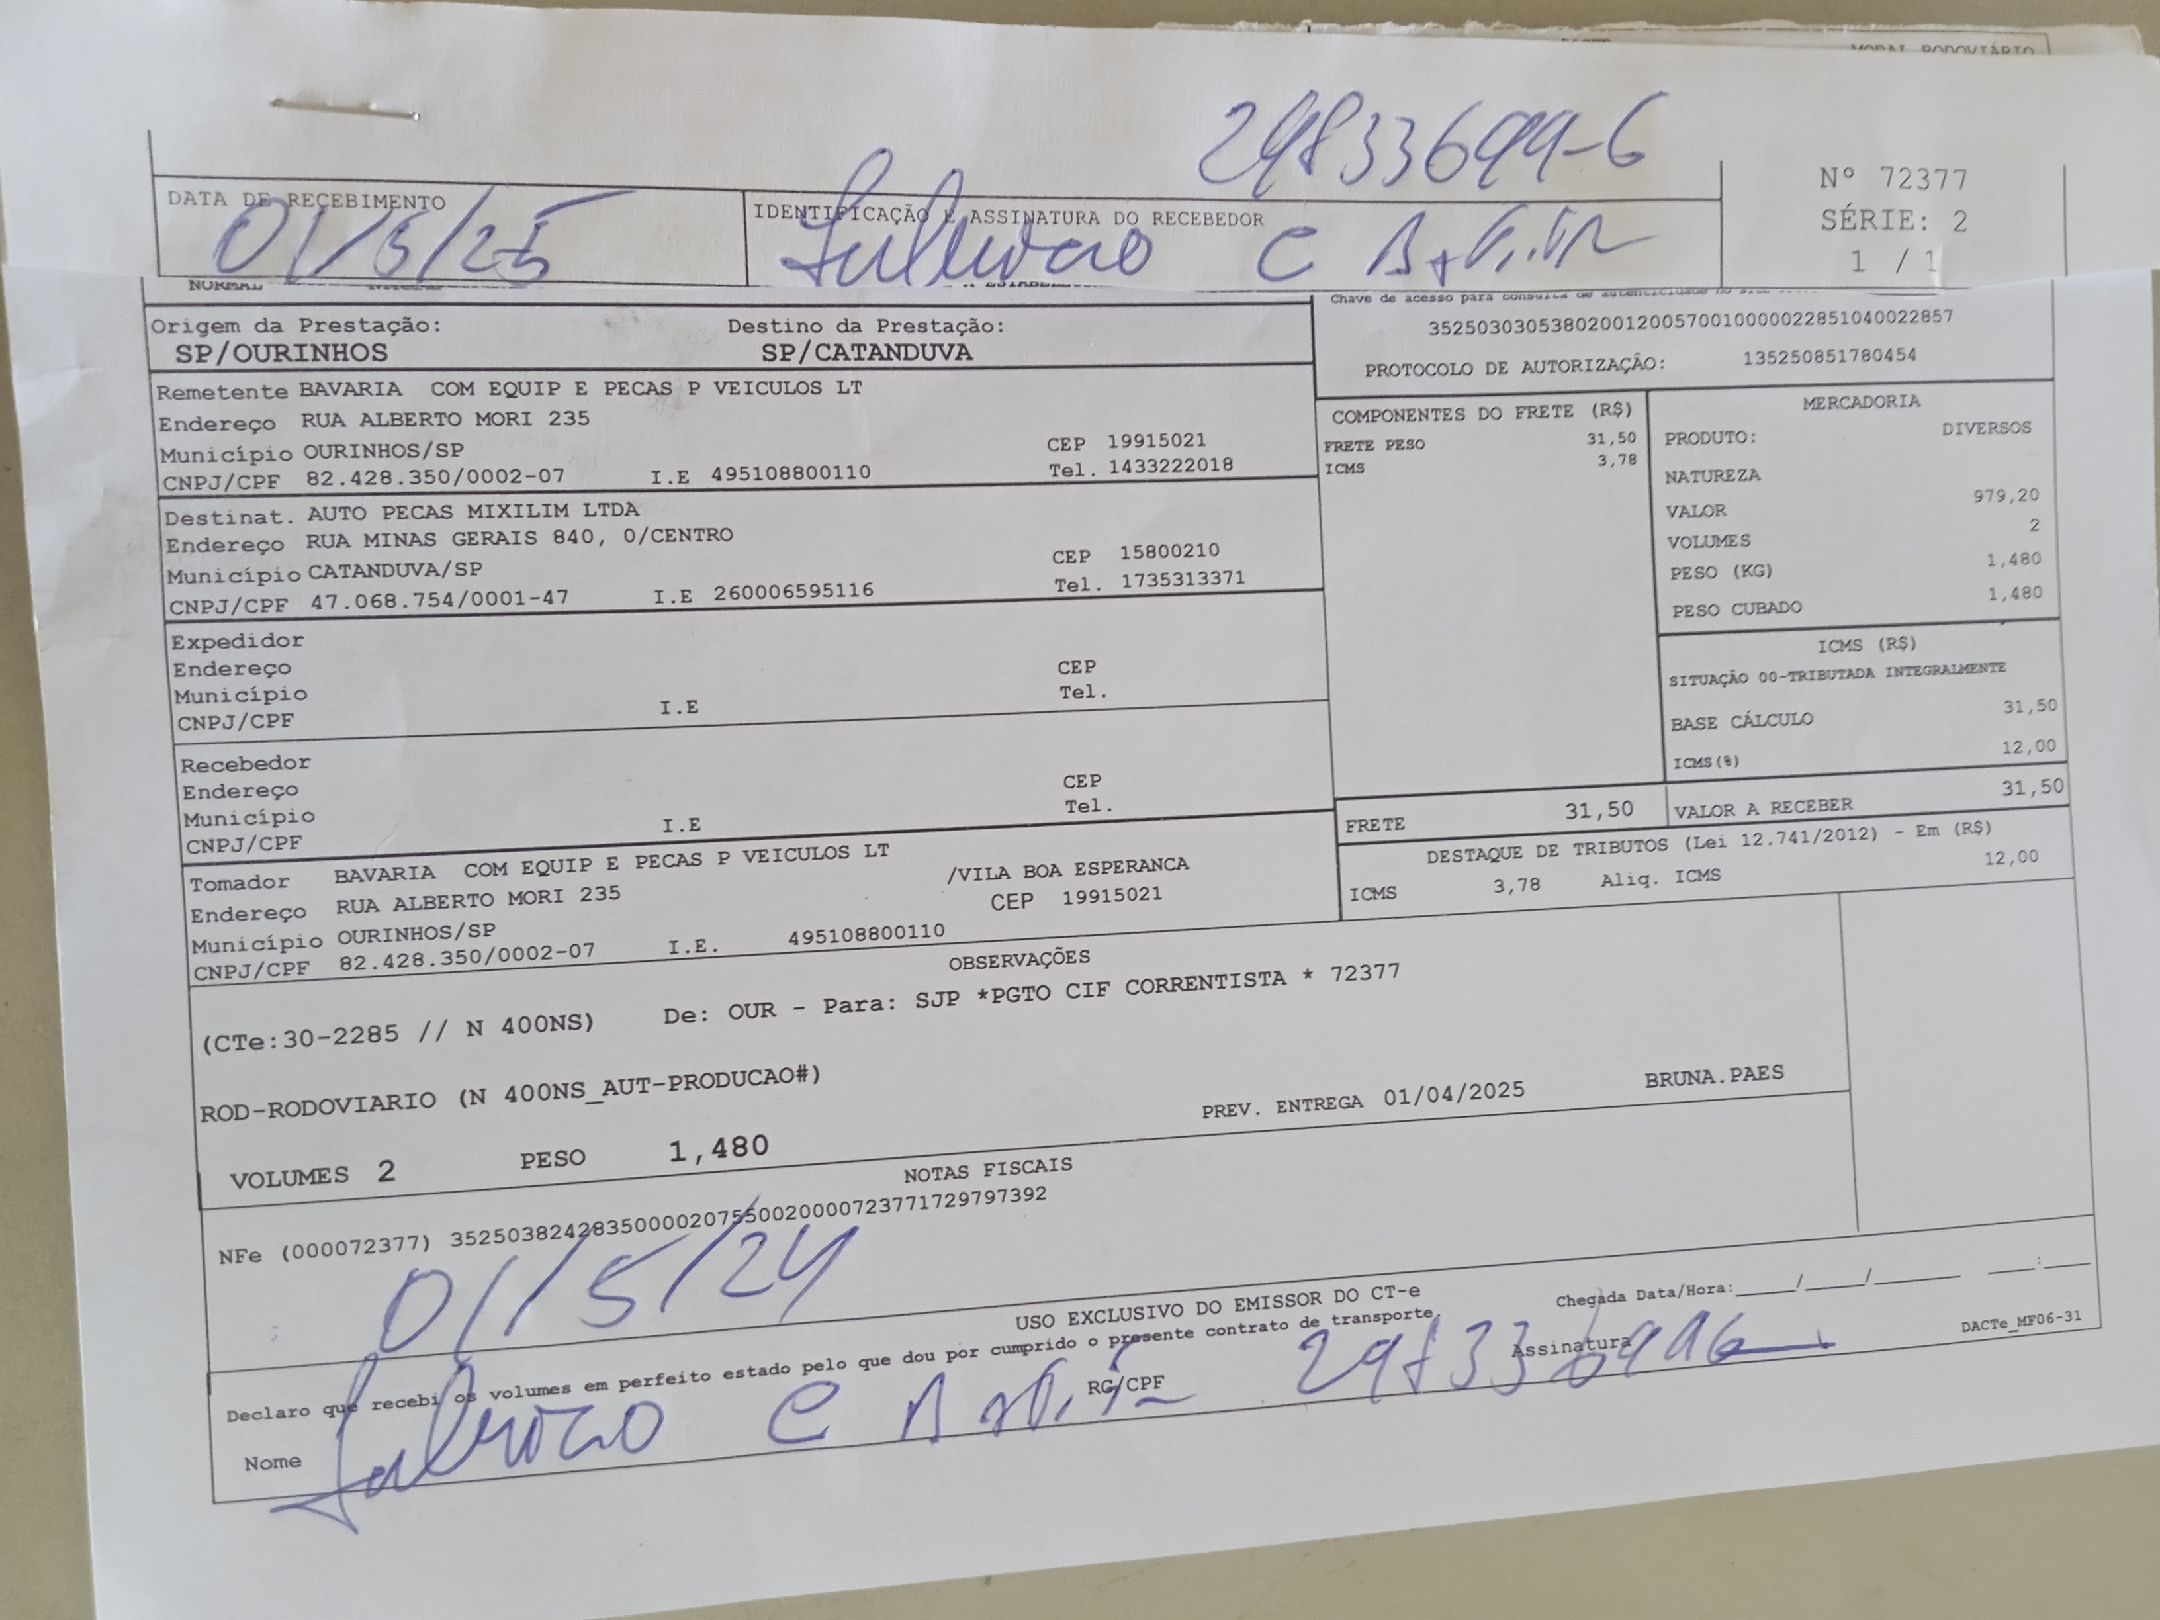 MODAL RODOVIÁRIO
29833699-6
DATA DE RECEBIMENTO
01/5/25
IDENTIFICAÇÃO E ASSINATURA DO RECEBEDOR
Nº 72377
SÉRIE: 2
1 / 1
NORMAL
Chave de acesso para consulta de autenticidade no
35250303053802001200570010000022851040022857
PROTOCOLO DE AUTORIZAÇÃO: 135250851780454
Origem da Prestação: Destino da Prestação:
SP/OURINHOS SP/CATANDUVA
Remetente BAVARIA COM EQUIP E PECAS P VEICULOS LT
Endereço RUA ALBERTO MORI 235
Município OURINHOS/SP CEP 19915021
CNPJ/CPF 82.428.350/0002-07 I.E 495108800110 Tel. 1433222018
Destinat. AUTO PECAS MIXILIM LTDA
Endereço RUA MINAS GERAIS 840, 0/CENTRO
Município CATANDUVA/SP CEP 15800210
CNPJ/CPF 47.068.754/0001-47 I.E 260006595116 Tel. 1735313371
Expedidor
Endereço CEP
Município Tel.
CNPJ/CPF I.E
Recebedor
Endereço CEP
Município Tel.
CNPJ/CPF I.E
Tomador BAVARIA COM EQUIP E PECAS P VEICULOS LT
Endereço RUA ALBERTO MORI 235 /VILA BOA ESPERANCA
Município OURINHOS/SP CEP 19915021
CNPJ/CPF 82.428.350/0002-07 I.E. 495108800110
COMPONENTES DO FRETE (R$)
FRETE PESO 31,50
ICMS 3,78
MERCADORIA
PRODUTO: DIVERSOS
NATUREZA
VALOR 979,20
VOLUMES 2
PESO (KG) 1,480
PESO CUBADO 1,480
ICMS (R$)
SITUAÇÃO 00-TRIBUTADA INTEGRALMENTE
BASE CÁLCULO 31,50
ICMS(%) 12,00
FRETE 31,50 VALOR A RECEBER 31,50
DESTAQUE DE TRIBUTOS (Lei 12.741/2012) - Em (R$)
ICMS 3,78 Aliq. ICMS 12,00
OBSERVAÇÕES
(CTe:30-2285 // N 400NS) De: OUR - Para: SJP *PGTO CIF CORRENTISTA * 72377
ROD-RODOVIARIO (N 400NS_AUT-PRODUCAO#)
PREV. ENTREGA 01/04/2025 BRUNA.PAES
VOLUMES 2 PESO 1,480
NOTAS FISCAIS
NFe (000072377) 35250382428350000207550020000723771729797392
01/5/24
USO EXCLUSIVO DO EMISSOR DO CT-e
Declaro que recebi os volumes em perfeito estado pelo que dou por cumprido o presente contrato de transporte.
Chegada Data/Hora:_____/_____/_______ ____:____
Nome RG/CPF Assinatura
DACTe_MF06-31